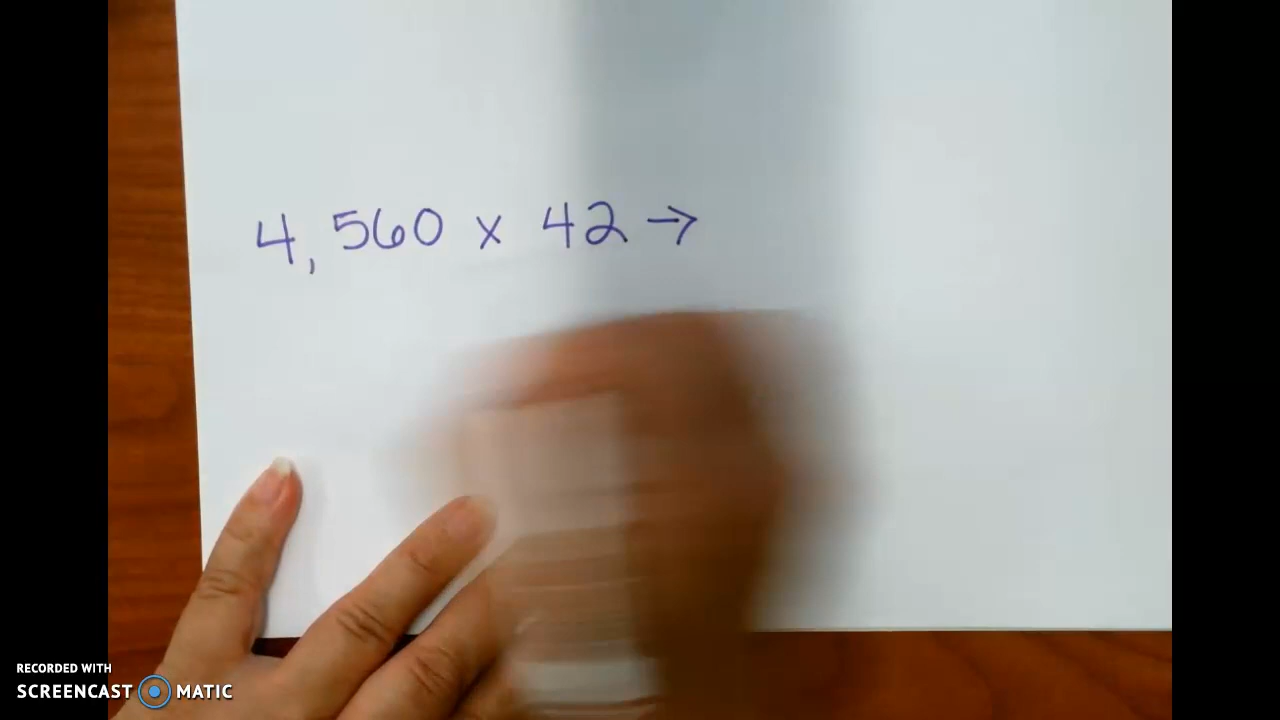 4,560 x 42 →
RECORDED WITH
SCREENCAST MATIC